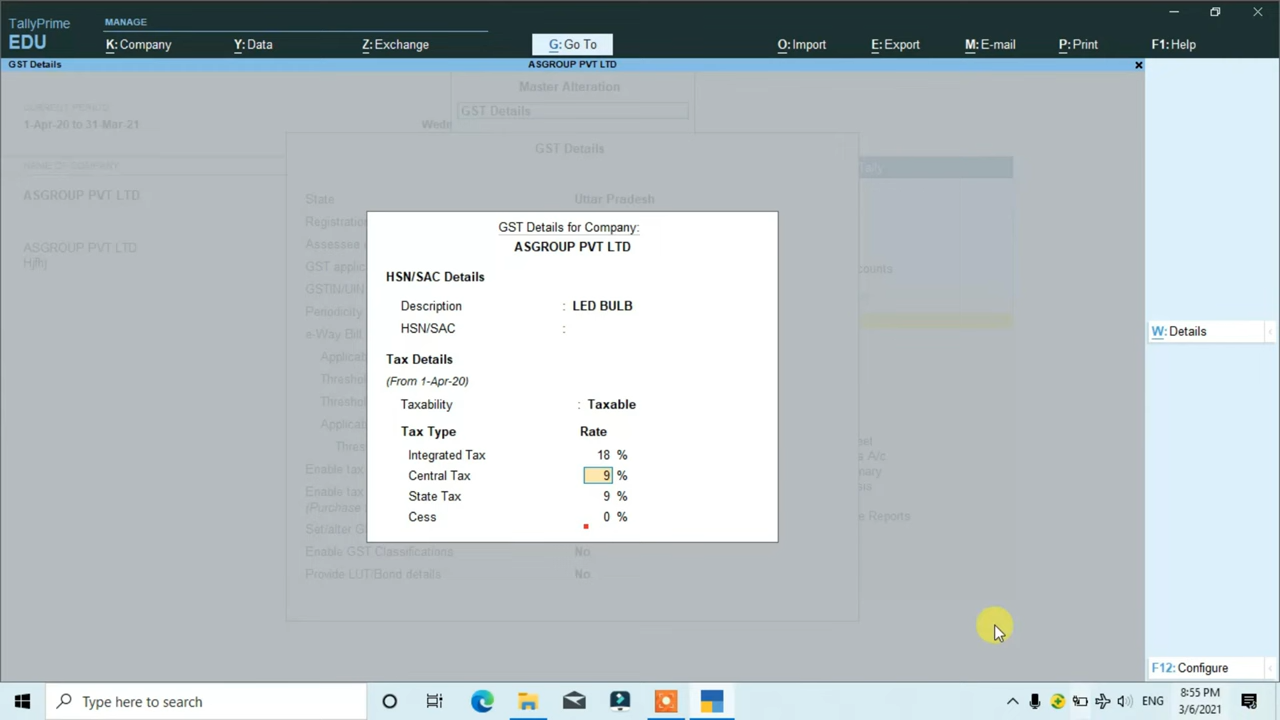 TallyPrime
EDU
MANAGE
K: Company
Y: Data
Z: Exchange
G: Go To
O: Import
E: Export
M: E-mail
P: Print
F1: Help
GST Details
ASGROUP PVT LTD
Master Alteration
GST Details
CURRENT PERIOD
1-Apr-20 to 31-Mar-21
GST Details
NAME OF COMPANY
ASGROUP PVT LTD
State
Uttar Pradesh
ASGROUP PVT LTD
GST Details for Company:
ASGROUP PVT LTD
HSN/SAC Details
Description : LED BULB
HSN/SAC :
Tax Details
(From 1-Apr-20)
Taxability : Taxable
Tax Type Rate
Integrated Tax 18 %
Central Tax 9 %
State Tax 9 %
Cess 0 %
Enable GST Classifications No
Provide LUT/Bond details No
W: Details
F12: Configure
Type here to search
ENG
8:55 PM
3/6/2021